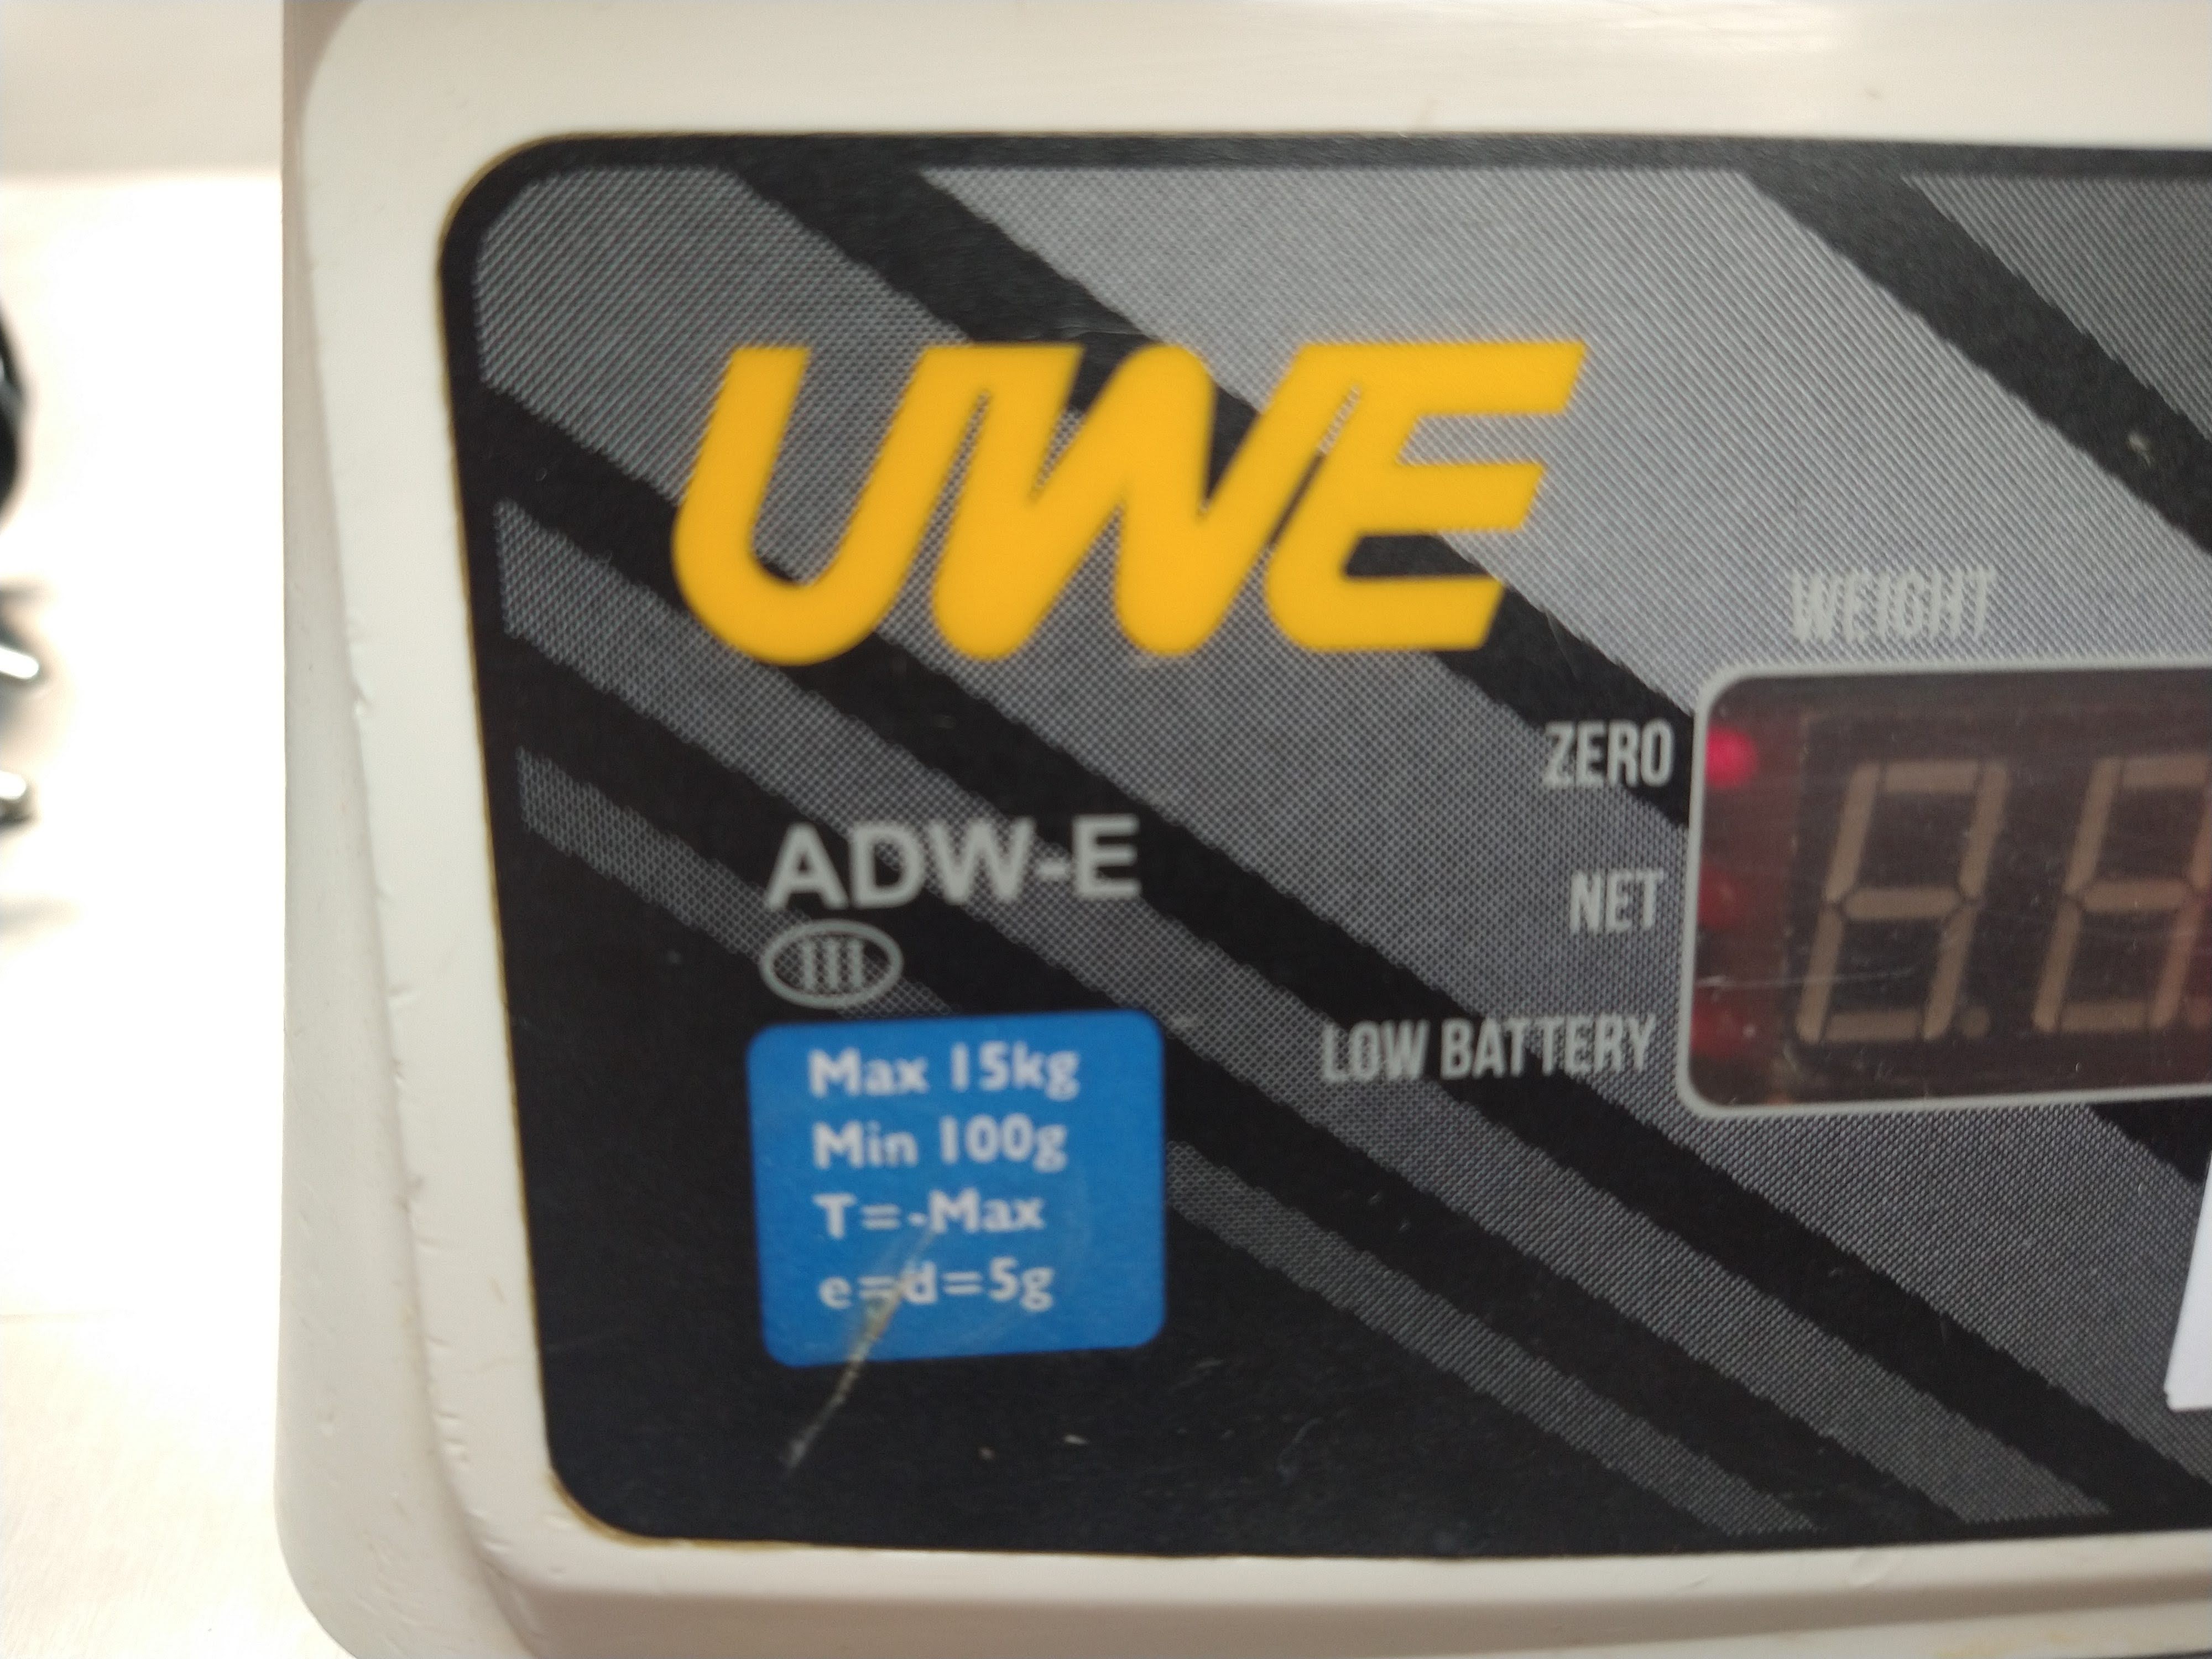 UWE
WEIGHT
ZERO
ADW-E
NET
III
LOW BATTERY
Max 15kg
Min 100g
T=-Max
e=d=5g